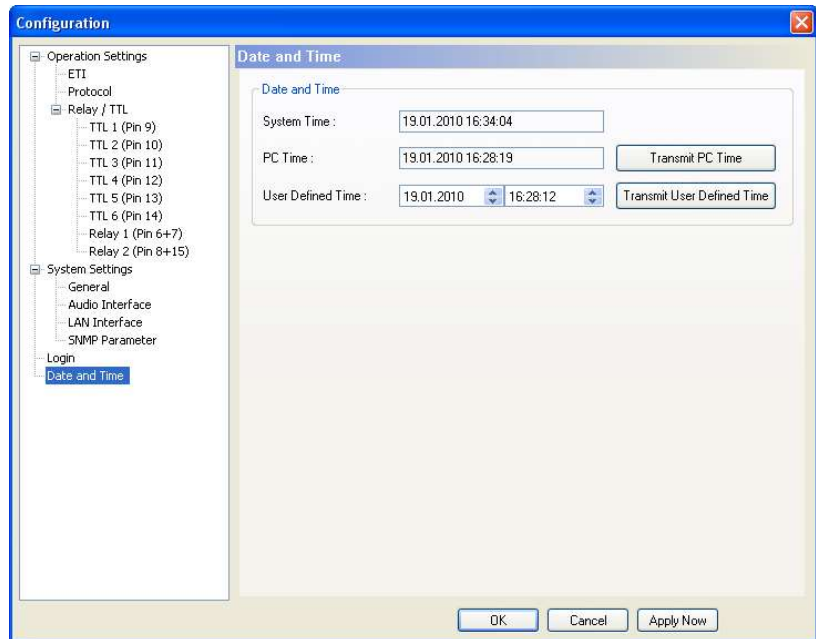 Configuration
Operation Settings
ETI
Protocol
Relay / TTL
TTL 1 (Pin 9)
TTL 2 (Pin 10)
TTL 3 (Pin 11)
TTL 4 (Pin 12)
TTL 5 (Pin 13)
TTL 6 (Pin 14)
Relay 1 (Pin 6+7)
Relay 2 (Pin 8+15)
System Settings
General
Audio Interface
LAN Interface
SNMP Parameter
Login
Date and Time
Date and Time
Date and Time
System Time : 19.01.2010 16:34:04
PC Time : 19.01.2010 16:28:19 Transmit PC Time
User Defined Time : 19.01.2010 16:28:12 Transmit User Defined Time
OK Cancel Apply Now